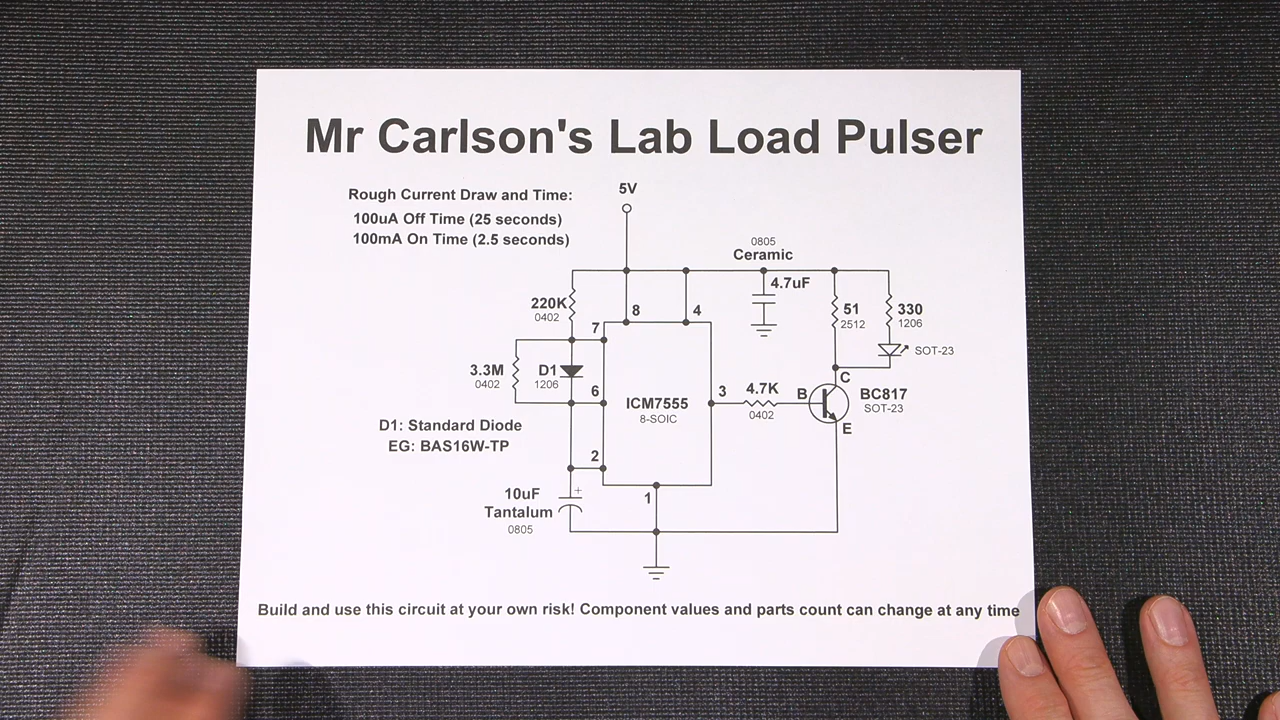 Mr Carlson's Lab Load Pulser
Rough Current Draw and Time:
100uA Off Time (25 seconds)
100mA On Time (2.5 seconds)
5V
0805
Ceramic
4.7uF
220K
0402
8
4
51
2512
330
1206
7
SOT-23
3.3M
0402
D1
1206
6
ICM7555
8-SOIC
3
4.7K
0402
B
C
E
BC817
SOT-23
D1: Standard Diode
EG: BAS16W-TP
2
10uF
Tantalum
0805
+
1
Build and use this circuit at your own risk! Component values and parts count can change at any time